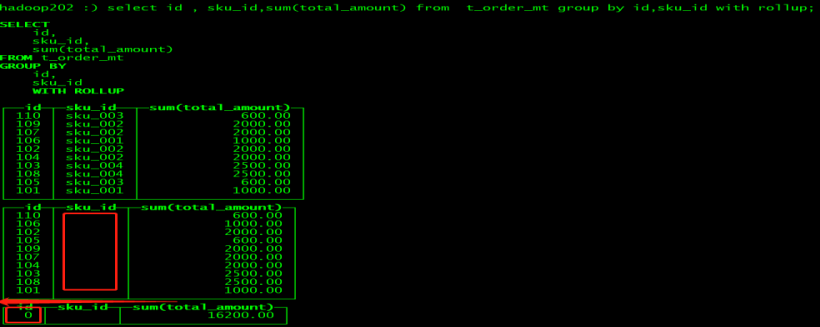 hadoop202 :) select id , sku_id,sum(total_amount) from  t_order_mt group by id,sku_id with rollup;
SELECT
id,
sku_id,
sum(total_amount)
FROM t_order_mt
GROUP BY
id,
sku_id
WITH ROLLUP
id sku_id sum(total_amount)
110 sku_003 600.00
109 sku_002 2000.00
107 sku_002 2000.00
106 sku_001 1000.00
102 sku_002 2000.00
104 sku_002 2000.00
103 sku_004 2500.00
108 sku_004 2500.00
105 sku_003 600.00
101 sku_001 1000.00
id sku_id sum(total_amount)
110 600.00
106 1000.00
102 2000.00
105 600.00
109 2000.00
107 2000.00
104 2000.00
103 2500.00
108 2500.00
101 1000.00
id sku_id sum(total_amount)
0 16200.00